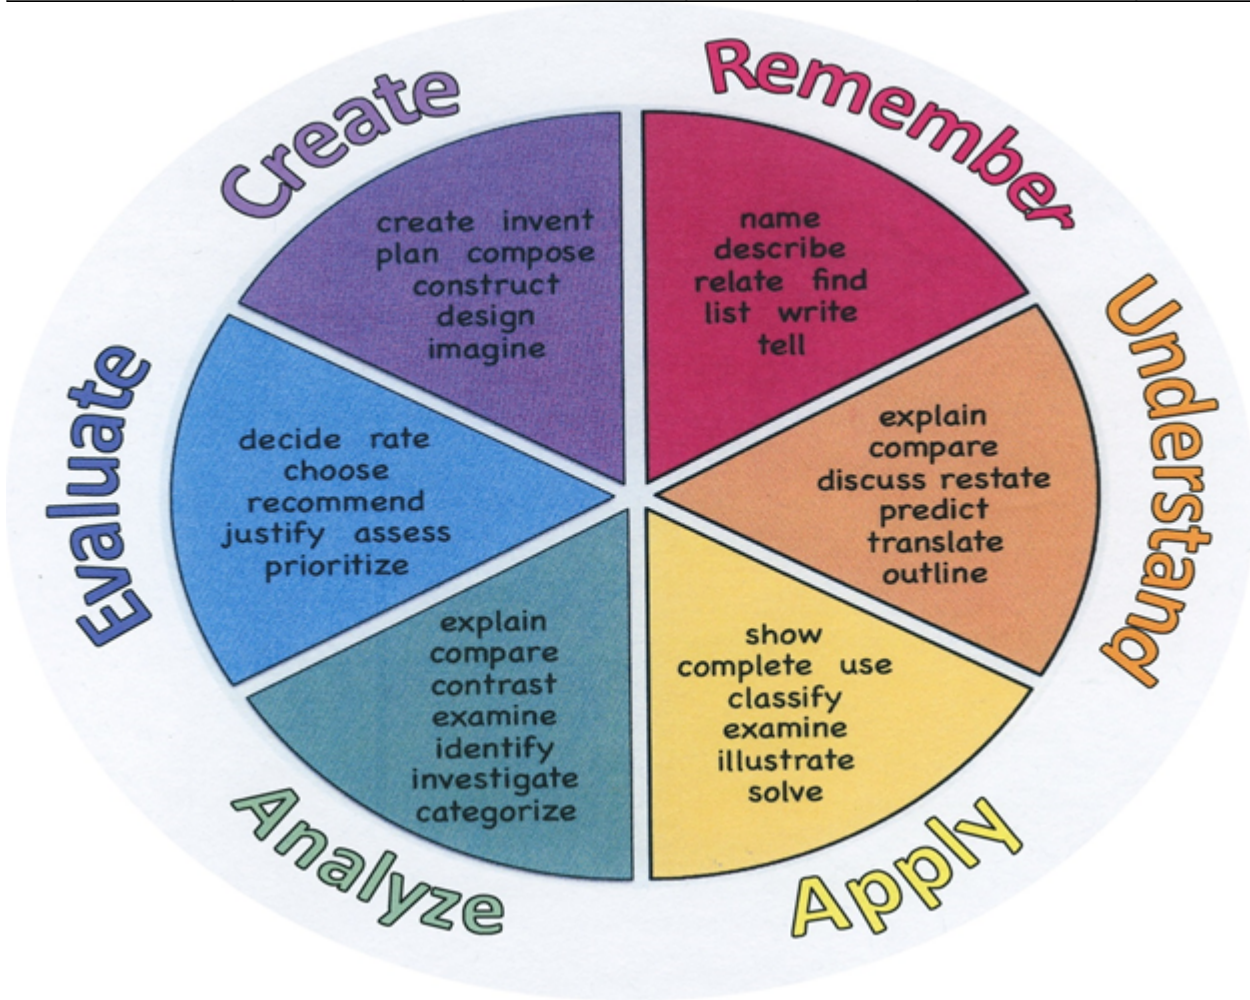 Remember
name
describe
relate find
list write
tell
Understand
explain
compare
discuss restate
predict
translate
outline
Apply
show
complete use
classify
examine
illustrate
solve
Analyze
explain
compare
contrast
examine
identify
investigate
categorize
Evaluate
decide rate
choose
recommend
justify assess
prioritize
Create
create invent
plan compose
construct
design
imagine